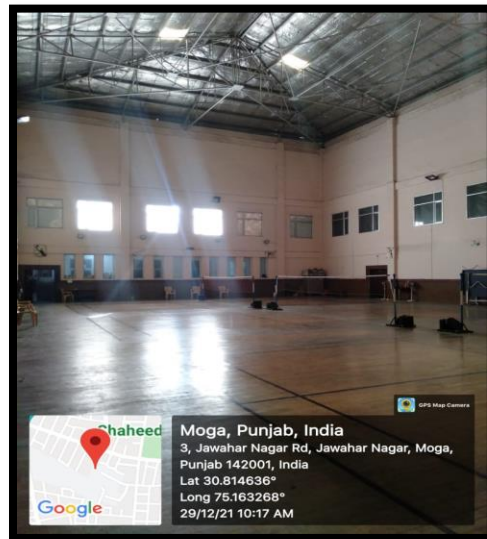 GPS Map Camera
Shaheed
Google
Moga, Punjab, India
3, Jawahar Nagar Rd, Jawahar Nagar, Moga,
Punjab 142001, India
Lat 30.814636°
Long 75.163268°
29/12/21 10:17 AM